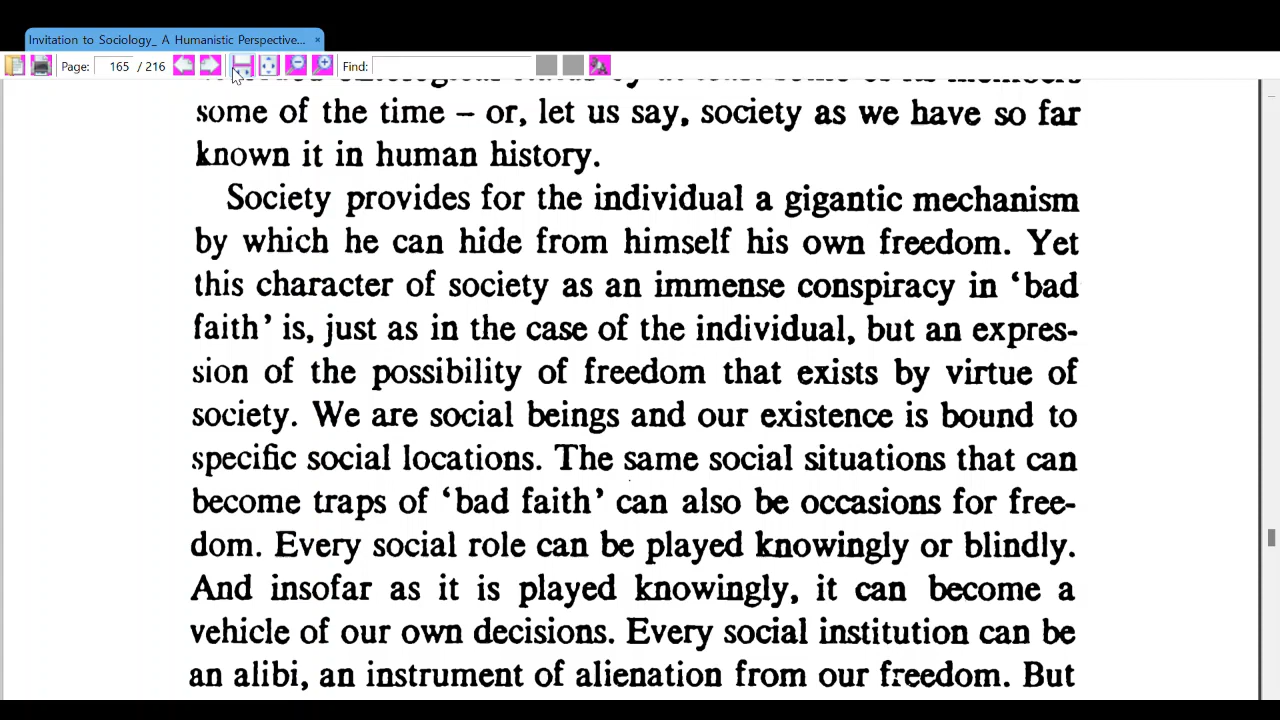 Invitation to Sociology_ A Humanistic Perspective... ×
Page: 165 / 216 Find:
some of the time – or, let us say, society as we have so far
known it in human history.
Society provides for the individual a gigantic mechanism
by which he can hide from himself his own freedom. Yet
this character of society as an immense conspiracy in ‘bad
faith’ is, just as in the case of the individual, but an expres-
sion of the possibility of freedom that exists by virtue of
society. We are social beings and our existence is bound to
specific social locations. The same social situations that can
become traps of ‘bad faith’ can also be occasions for free-
dom. Every social role can be played knowingly or blindly.
And insofar as it is played knowingly, it can become a
vehicle of our own decisions. Every social institution can be
an alibi, an instrument of alienation from our freedom. But